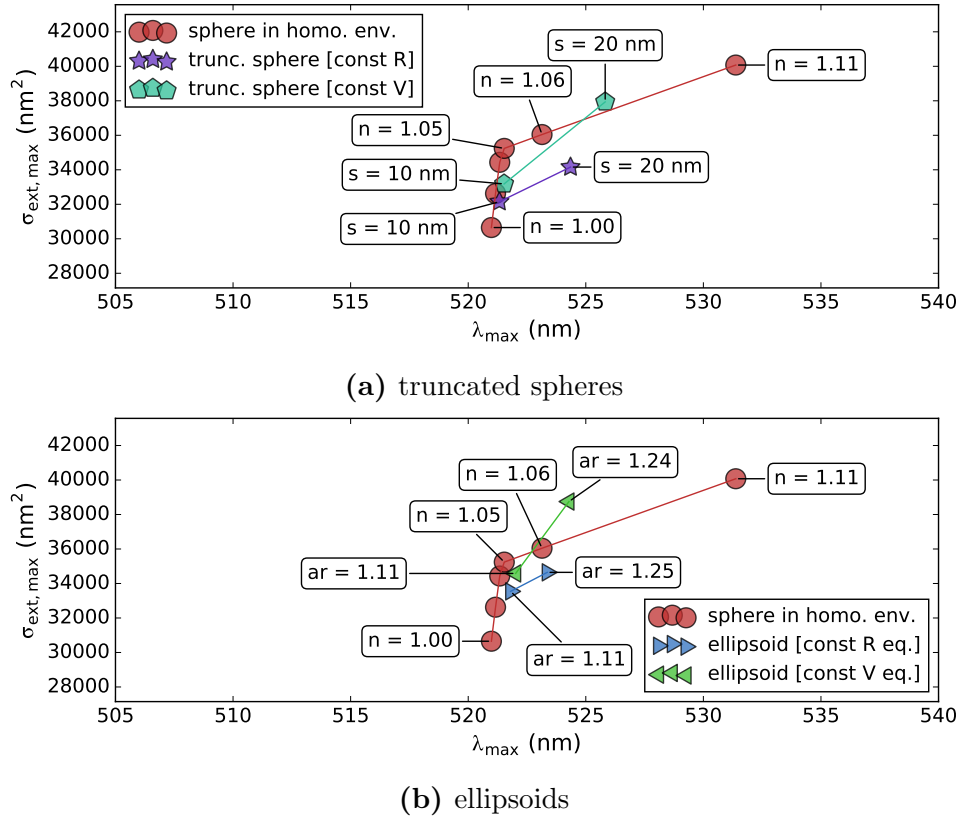 42000
40000
38000
36000
34000
32000
30000
28000
σext,max (nm²)
sphere in homo. env.
trunc. sphere [const R]
trunc. sphere [const V]
s = 20 nm
n = 1.11
n = 1.06
n = 1.05
s = 10 nm
s = 20 nm
s = 10 nm
n = 1.00
505 510 515 520 525 530 535 540
λmax (nm)
(a) truncated spheres
42000
40000
38000
36000
34000
32000
30000
28000
σext,max (nm²)
ar = 1.24
n = 1.06
n = 1.11
n = 1.05
ar = 1.11
ar = 1.25
n = 1.00
ar = 1.11
sphere in homo. env.
ellipsoid [const R eq.]
ellipsoid [const V eq.]
505 510 515 520 525 530 535 540
λmax (nm)
(b) ellipsoids